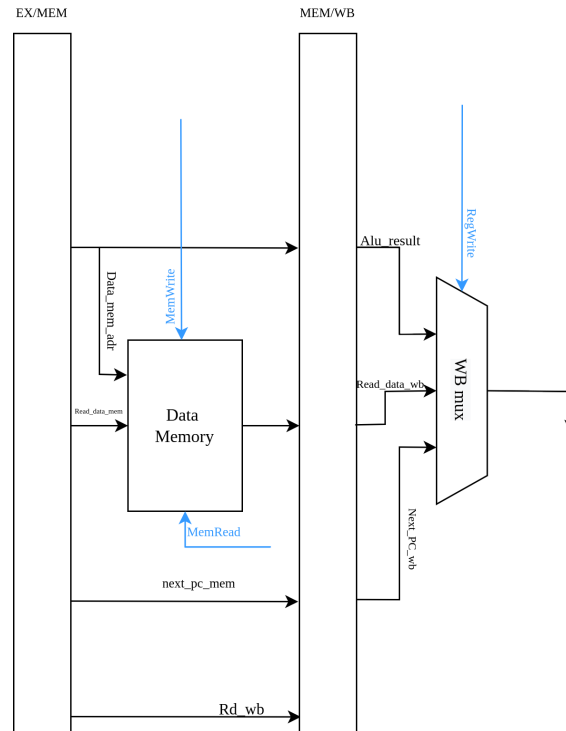 EX/MEM
MEM/WB
RegWrite
Alu_result
MemWrite
Data_mem_adr
WB mux
Read_data_wb
Read_data_mem
Data
Memory
Next_PC_wb
MemRead
next_pc_mem
Rd_wb